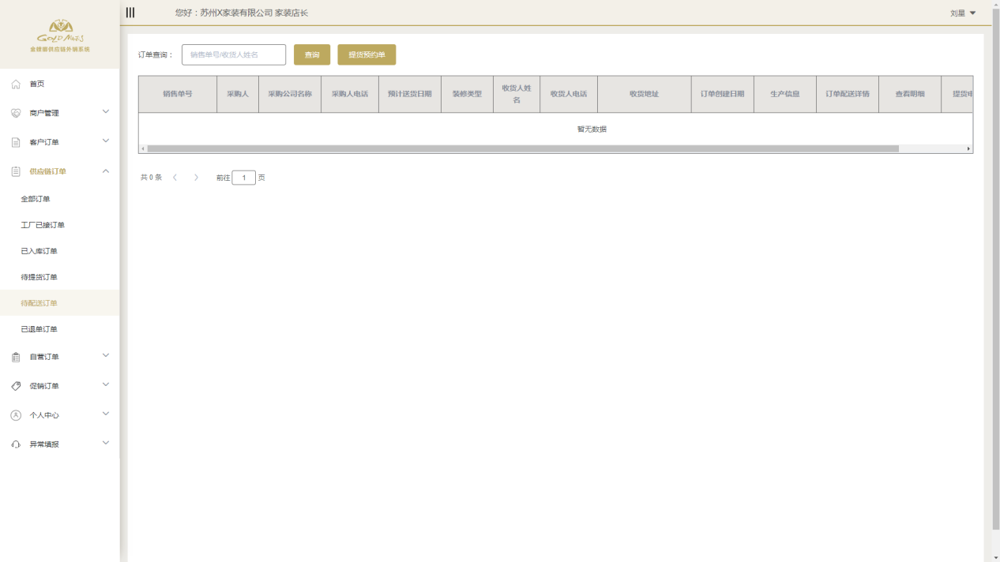 您好：苏州X家装有限公司 家装店长
刘星
GOLD MANTIS
金螳螂供应链外销系统
首页
商户管理
客户订单
供应链订单
全部订单
工厂已接订单
已入库订单
待提货订单
待配送订单
已退单订单
自营订单
促销订单
个人中心
异常填报
订单查询： 销售单号/收货人姓名 查询 提货预约单
销售单号 采购人 采购公司名称 采购人电话 预计送货日期 装修类型 收货人姓名 收货人电话 收货地址 订单创建日期 生产信息 订单配送详情 查看明细 提货
暂无数据
共 0 条 前往 1 页